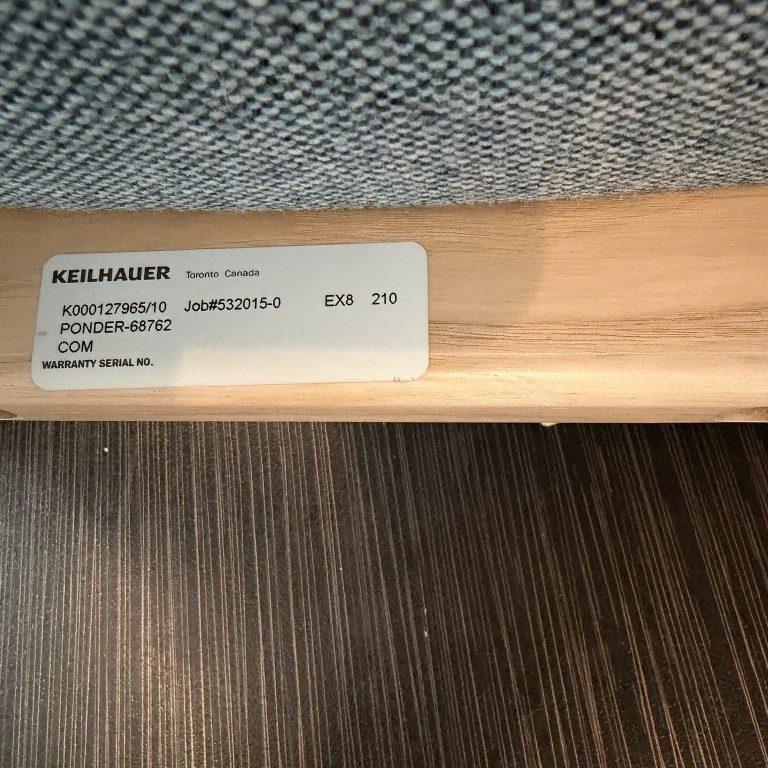 KEILHAUER Toronto Canada
K000127965/10 Job#532015-0 EX8 210
PONDER-68762
COM
WARRANTY SERIAL NO.